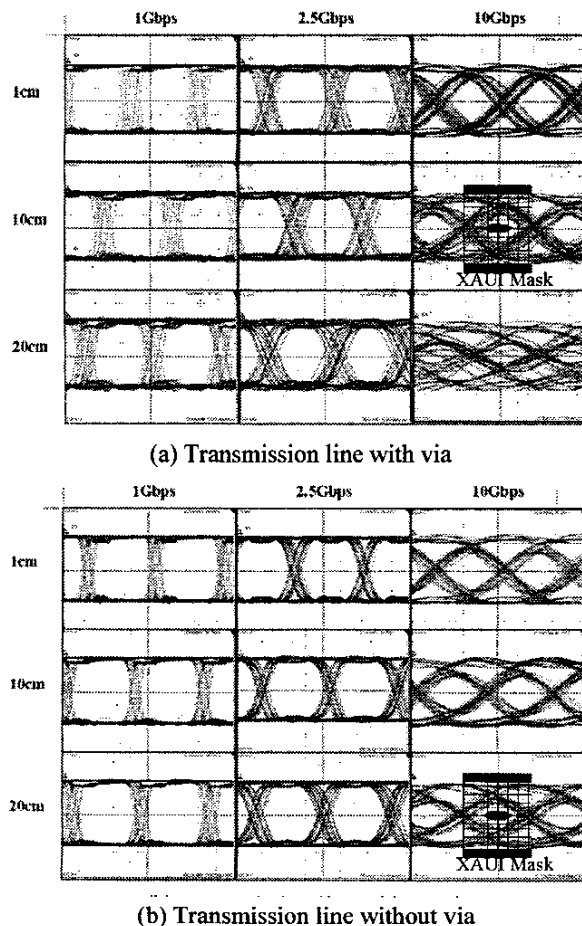 1Gbps 2.5Gbps 10Gbps
1cm
10cm
XAUI Mask
20cm
(a) Transmission line with via
1Gbps 2.5Gbps 10Gbps
1cm
10cm
20cm
XAUI Mask
(b) Transmission line without via